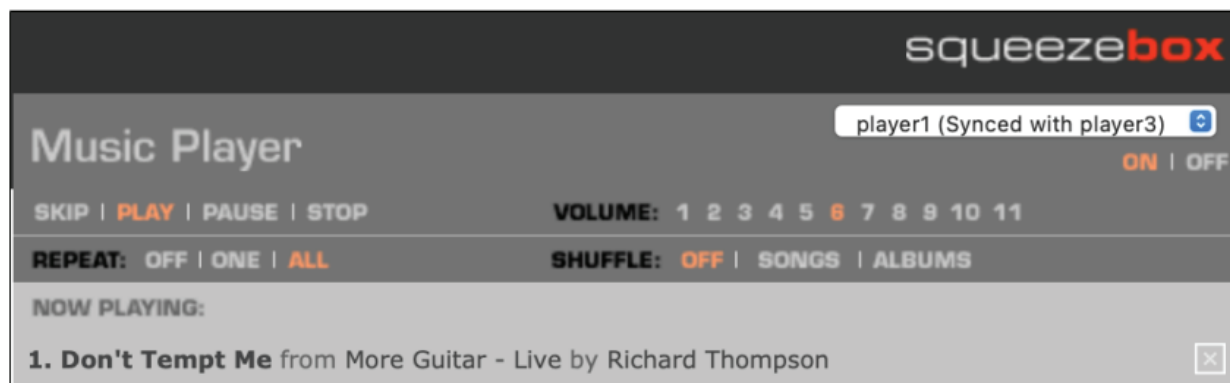 squeezebox
Music Player
player1 (Synced with player3)
ON | OFF
SKIP | PLAY | PAUSE | STOP VOLUME: 1 2 3 4 5 6 7 8 9 10 11
REPEAT: OFF | ONE | ALL SHUFFLE: OFF | SONGS | ALBUMS
NOW PLAYING:
1. Don't Tempt Me from More Guitar - Live by Richard Thompson